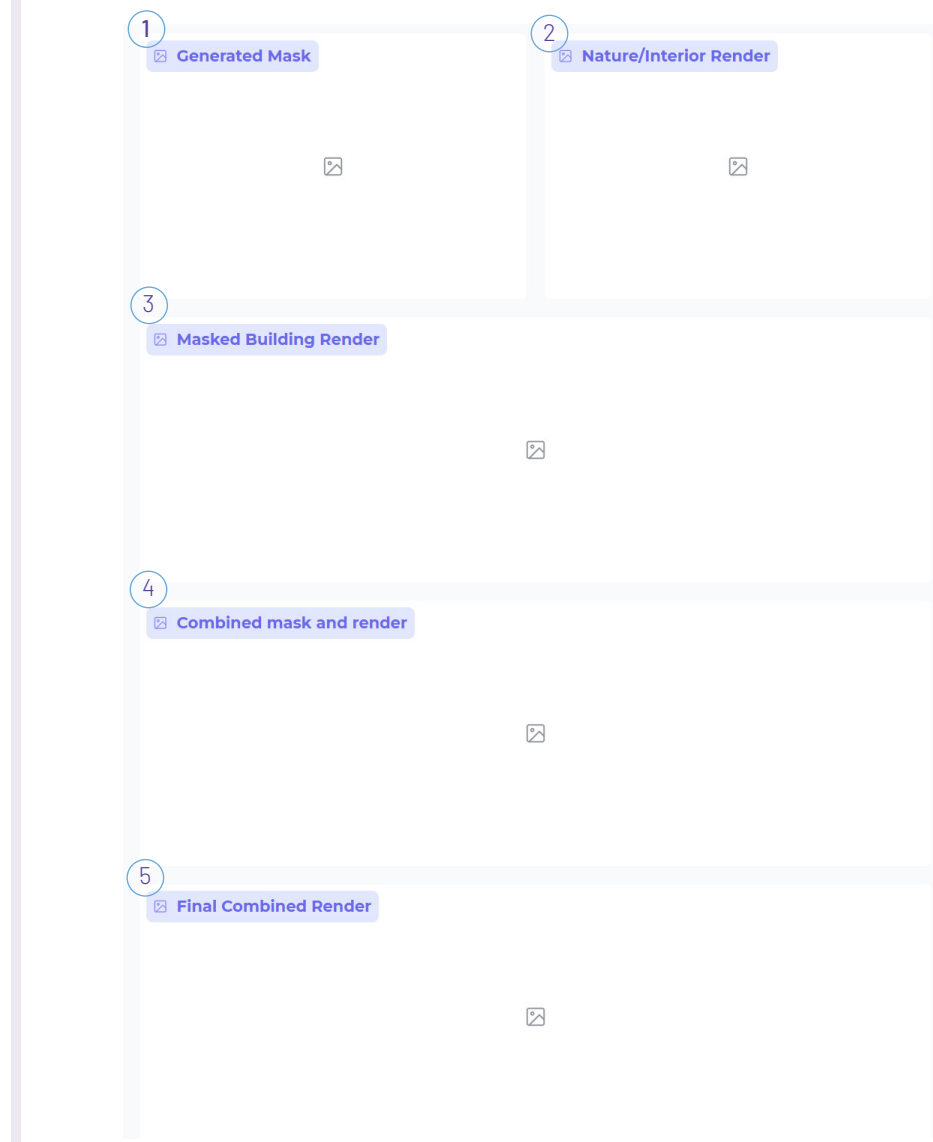 1
Generated Mask
2
Nature/Interior Render
3
Masked Building Render
4
Combined mask and render
5
Final Combined Render